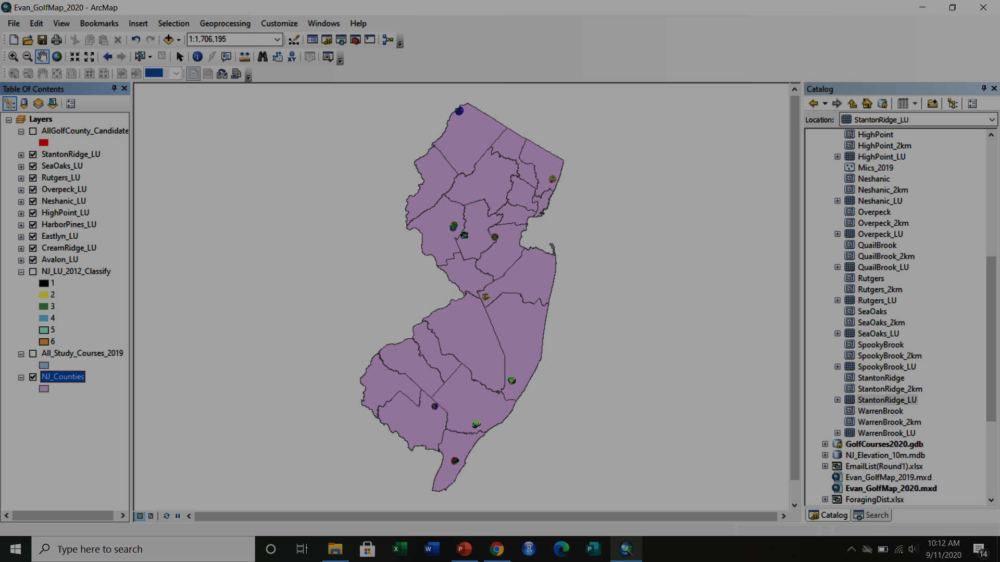 Evan_GolfMap_2020 - ArcMap
File Edit View Bookmarks Insert Selection Geoprocessing Customize Windows Help
1:1,706,195
Table Of Contents
Layers
AllGolfCounty_Candidate
StantonRidge_LU
SeaOaks_LU
Rutgers_LU
Overpeck_LU
Neshanic_LU
HighPoint_LU
HarborPines_LU
Eastlyn_LU
CreamRidge_LU
Avalon_LU
NJ_LU_2012_Classify
1
2
3
4
5
6
All_Study_Courses_2019
NJ_Counties
Catalog
Location: StantonRidge_LU
HighPoint
HighPoint_2km
HighPoint_LU
Mics_2019
Neshanic
Neshanic_2km
Neshanic_LU
Overpeck
Overpeck_2km
Overpeck_LU
QuailBrook
QuailBrook_2km
QuailBrook_LU
Rutgers
Rutgers_2km
Rutgers_LU
SeaOaks
SeaOaks_2km
SeaOaks_LU
SpookyBrook
SpookyBrook_2km
SpookyBrook_LU
StantonRidge
StantonRidge_2km
StantonRidge_LU
WarrenBrook
WarrenBrook_2km
WarrenBrook_LU
GolfCourses2020.gdb
NJ_Elevation_10m.mdb
EmailList(Round1).xlsx
Evan_GolfMap_2019.mxd
Evan_GolfMap_2020.mxd
ForagingDist.xlsx
Catalog Search
Type here to search
10:12 AM
9/11/2020
14